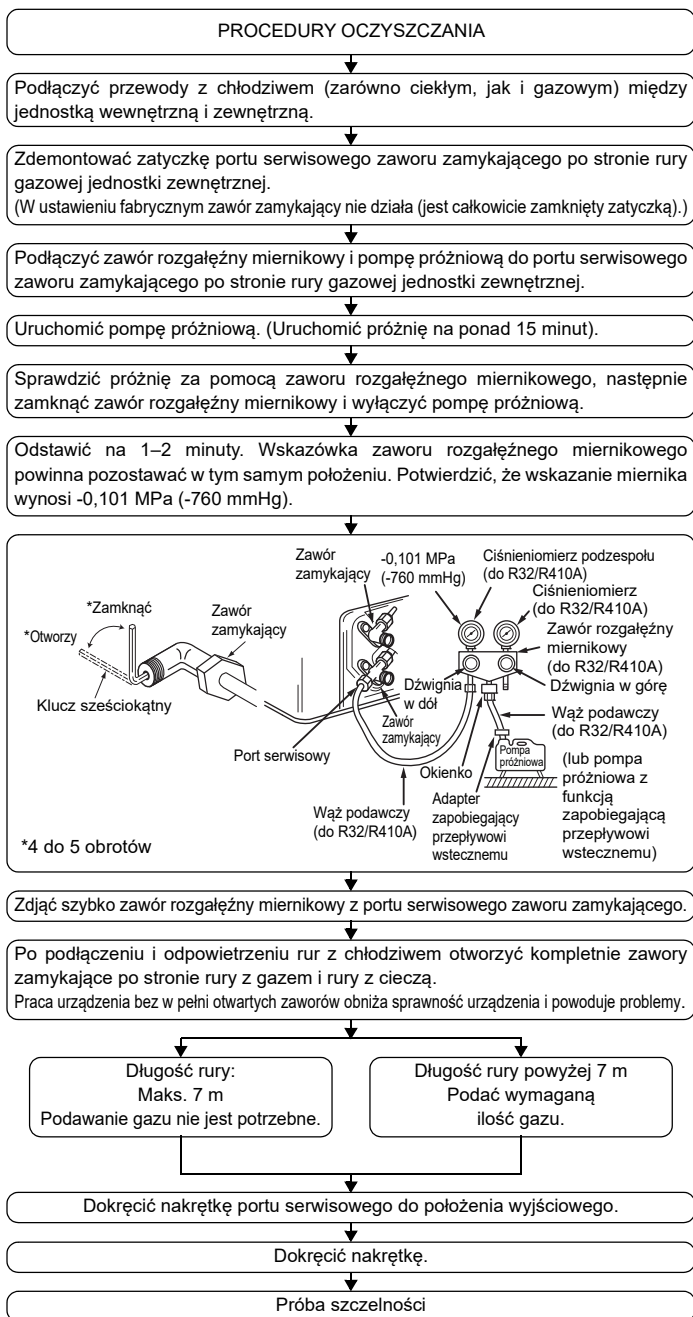 PROCEDURY OCZYSZCZANIA
Podłączyć przewody z chłodziwem (zarówno ciekłym, jak i gazowym) między
jednostką wewnętrzną i zewnętrzną.
Zdemontować zatyczkę portu serwisowego zaworu zamykającego po stronie rury
gazowej jednostki zewnętrznej.
(W ustawieniu fabrycznym zawór zamykający nie działa (jest całkowicie zamknięty zatyczką).)
Podłączyć zawór rozgałęźny miernikowy i pompę próżniową do portu serwisowego
zaworu zamykającego po stronie rury gazowej jednostki zewnętrznej.
Uruchomić pompę próżniową. (Uruchomić próżnię na ponad 15 minut).
Sprawdzić próżnię za pomocą zaworu rozgałęźnego miernikowego, następnie
zamknąć zawór rozgałęźny miernikowy i wyłączyć pompę próżniową.
Odstawić na 1–2 minuty. Wskazówka zaworu rozgałęźnego miernikowego
powinna pozostawać w tym samym położeniu. Potwierdzić, że wskazanie miernika
wynosi -0,101 MPa (-760 mmHg).
*Zamknąć
*Otworzy
Klucz sześciokątny
Zawór
zamykający
Zawór
zamykający
-0,101 MPa
(-760 mmHg)
Ciśnieniomierz podzespołu
(do R32/R410A)
Ciśnieniomierz
(do R32/R410A)
Zawór rozgałęźny
miernikowy
(do R32/R410A)
Dźwignia
w dół
Dźwignia w górę
Zawór
zamykający
Port serwisowy
Wąż podawczy
(do R32/R410A)
Pompa
próżniowa
Okienko
Adapter
zapobiegający
przepływowi
wstecznemu
(lub pompa
próżniowa z
funkcją
zapobiegającą
przepływowi
wstecznemu)
Wąż podawczy
(do R32/R410A)
*4 do 5 obrotów
Zdjąć szybko zawór rozgałęźny miernikowy z portu serwisowego zaworu zamykającego.
Po podłączeniu i odpowietrzeniu rur z chłodziwem otworzyć kompletnie zawory
zamykające po stronie rury z gazem i rury z cieczą.
Praca urządzenia bez w pełni otwartych zaworów obniża sprawność urządzenia i powoduje problemy.
Długość rury:
Maks. 7 m
Podawanie gazu nie jest potrzebne.
Długość rury powyżej 7 m
Podać wymaganą
ilość gazu.
Dokręcić nakrętkę portu serwisowego do położenia wyjściowego.
Dokręcić nakrętkę.
Próba szczelności